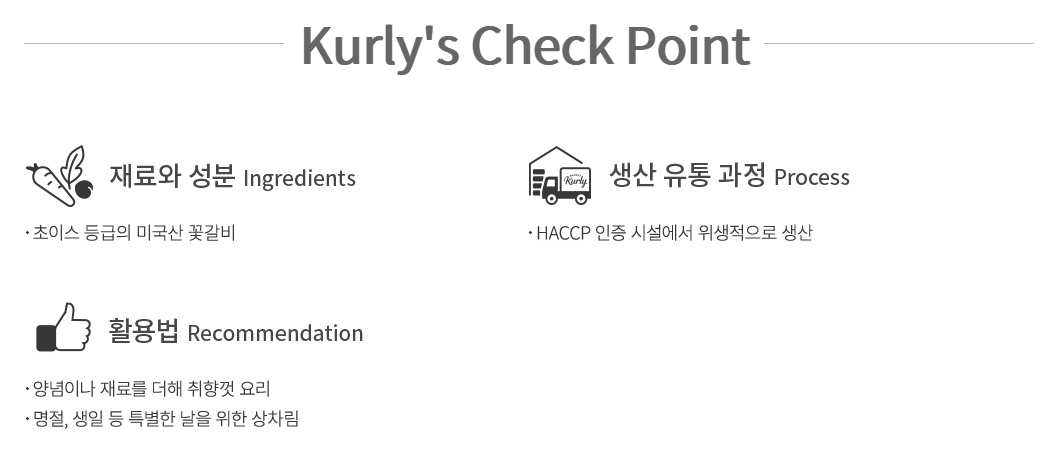 Kurly's Check Point
재료와 성분 Ingredients
· 초이스 등급의 미국산 꽃갈비
Kurly
생산 유통 과정 Process
· HACCP 인증 시설에서 위생적으로 생산
활용법 Recommendation
· 양념이나 재료를 더해 취향껏 요리
· 명절, 생일 등 특별한 날을 위한 상차림